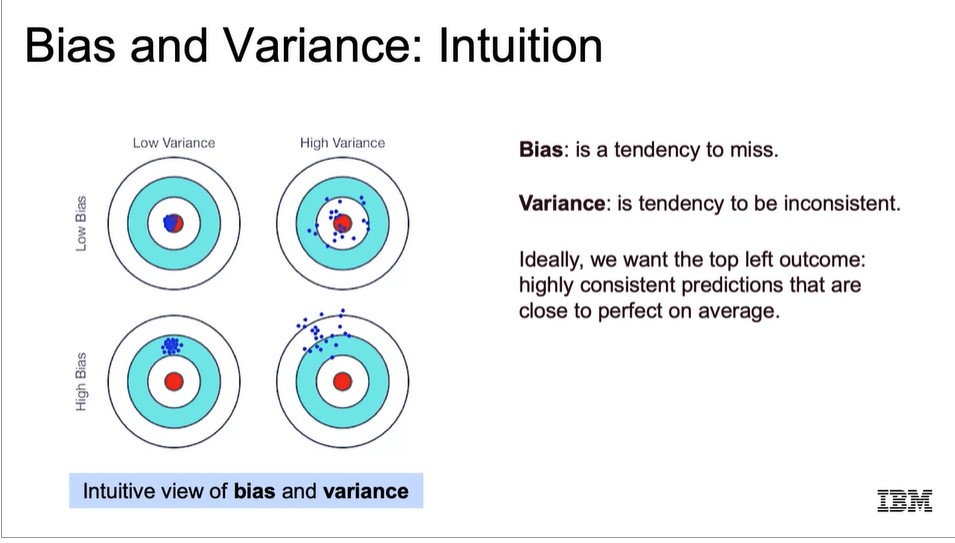 Bias and Variance: Intuition
Low Variance
High Variance
Low Bias
High Bias
Bias: is a tendency to miss.
Variance: is tendency to be inconsistent.
Ideally, we want the top left outcome:
highly consistent predictions that are
close to perfect on average.
Intuitive view of bias and variance
IBM